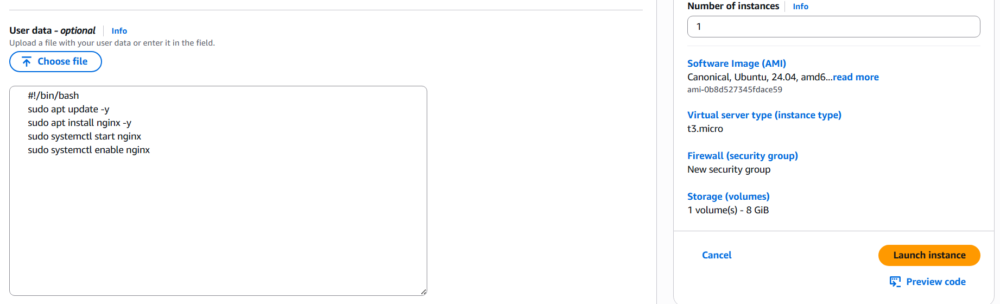 User data - optional Info
Upload a file with your user data or enter it in the field.
Choose file
#!/bin/bash
sudo apt update -y
sudo apt install nginx -y
sudo systemctl start nginx
sudo systemctl enable nginx
Number of instances Info
1
Software Image (AMI)
Canonical, Ubuntu, 24.04, amd6...read more
ami-0b8d527345fdace59
Virtual server type (instance type)
t3.micro
Firewall (security group)
New security group
Storage (volumes)
1 volume(s) - 8 GiB
Cancel
Launch instance
Preview code